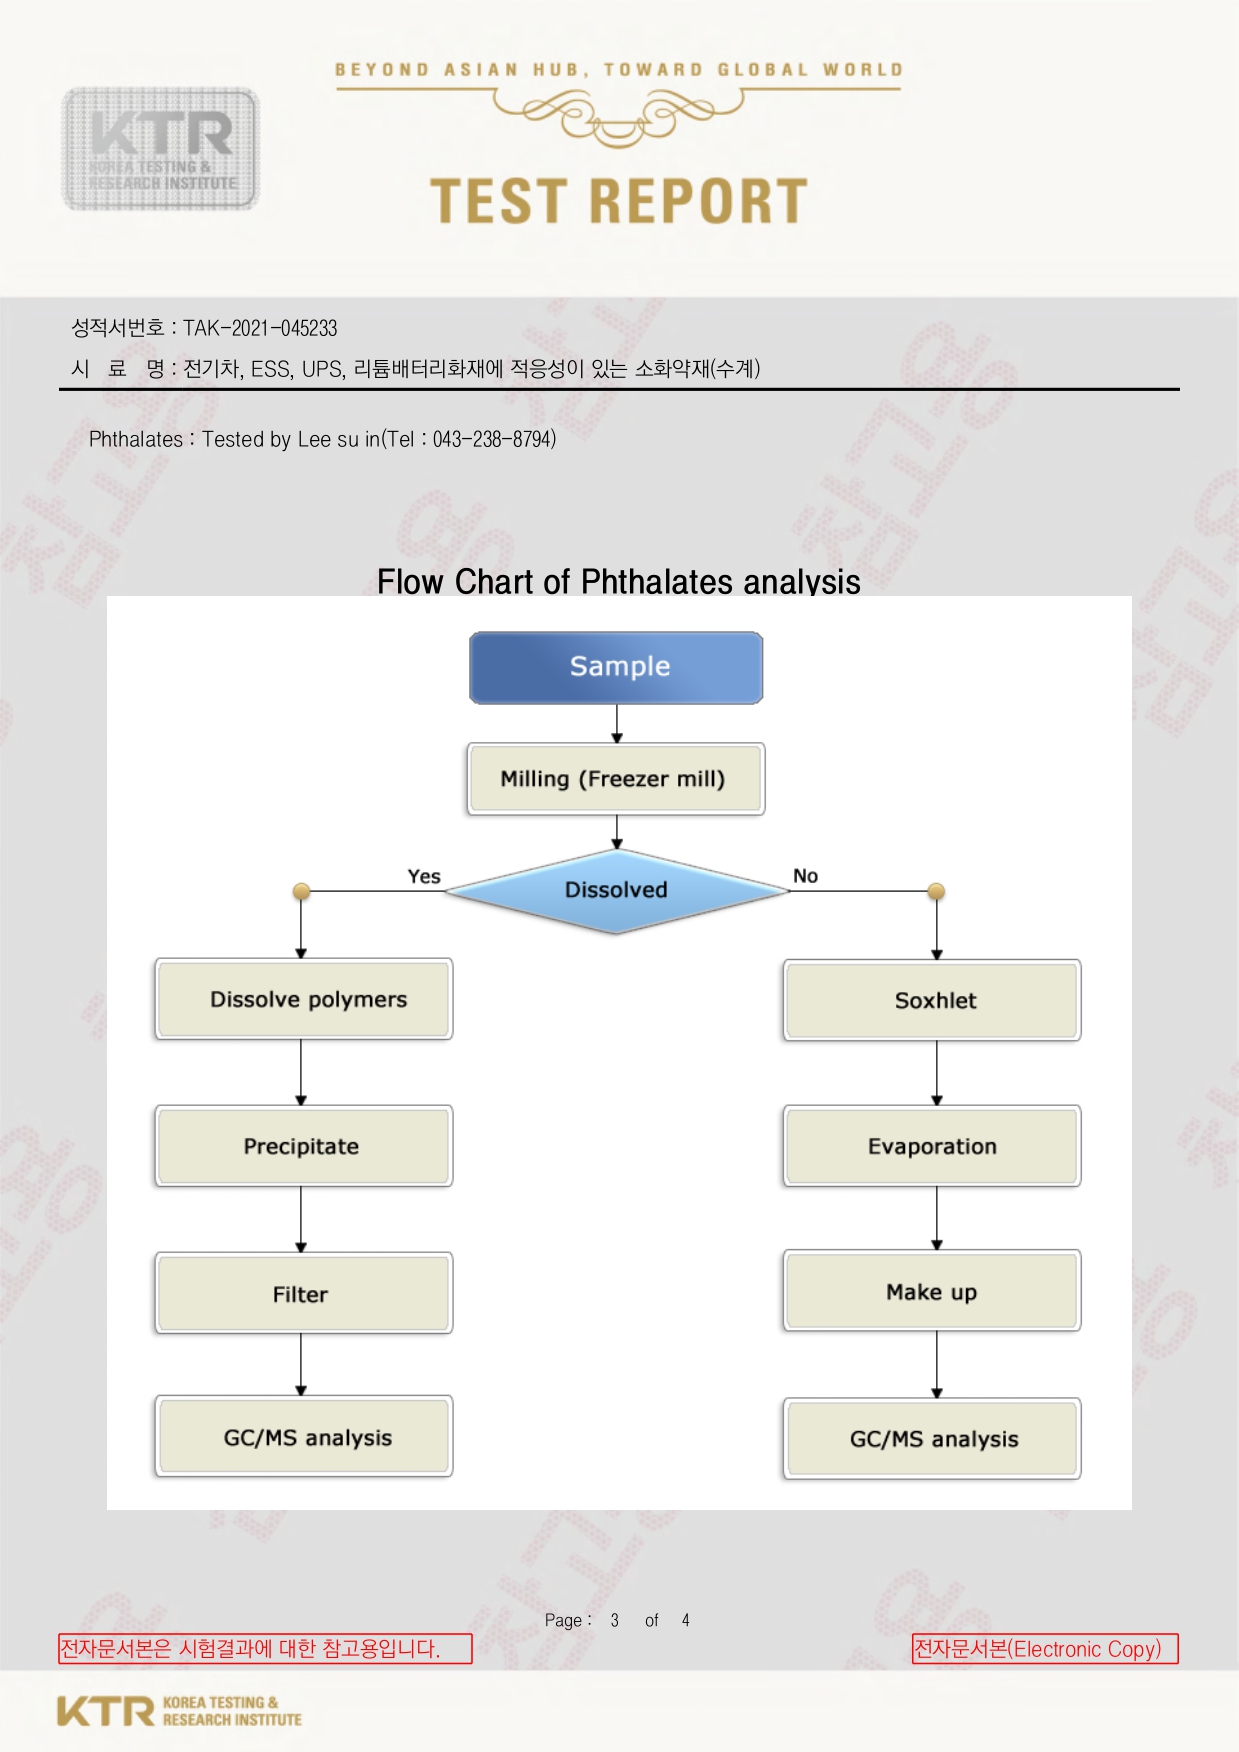 BEYOND ASIAN HUB, TOWARD GLOBAL WORLD
KTR
KOREA TESTING &
RESEARCH INSTITUTE
TEST REPORT
성적서번호 : TAK-2021-045233
시 료 명 : 전기차, ESS, UPS, 리튬배터리화재에 적응성이 있는 소화약재(수계)
Phthalates : Tested by Lee su in(Tel : 043-238-8794)
Flow Chart of Phthalates analysis
Sample
Milling (Freezer mill)
Yes
Dissolved
No
Dissolve polymers
Soxhlet
Precipitate
Evaporation
Filter
Make up
GC/MS analysis
GC/MS analysis
Page : 3 of 4
전자문서본은 시험결과에 대한 참고용입니다.
전자문서본(Electronic Copy)
KTR KOREA TESTING &
RESEARCH INSTITUTE
참고용